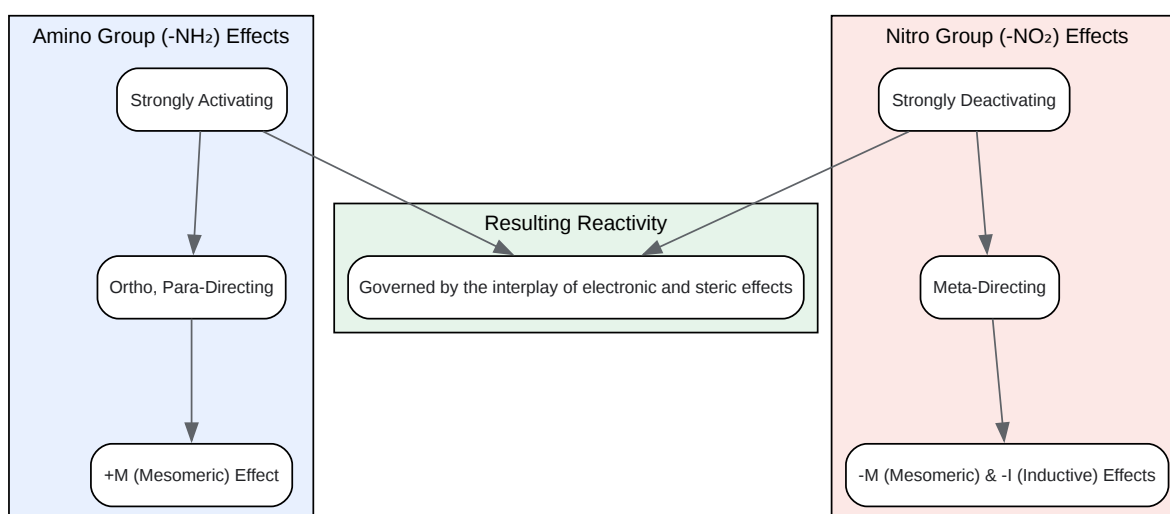 Amino Group (-NH₂) Effects
Strongly Activating
Ortho, Para-Directing
+M (Mesomeric) Effect
Resulting Reactivity
Governed by the interplay of electronic and steric effects
Nitro Group (-NO₂) Effects
Strongly Deactivating
Meta-Directing
-M (Mesomeric) & -I (Inductive) Effects